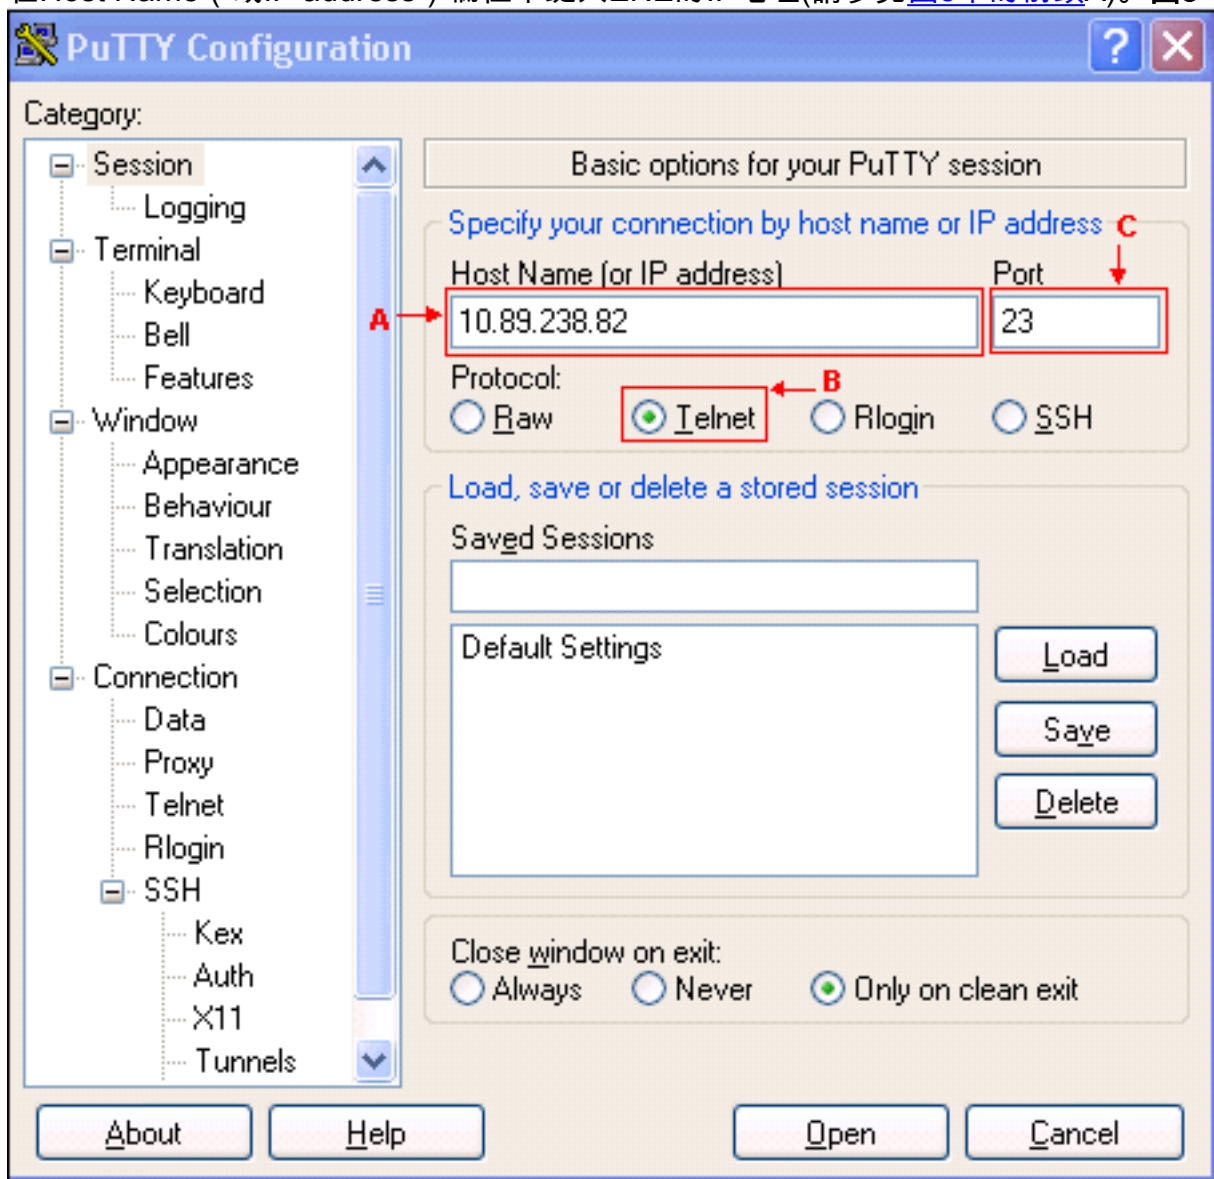 PuTTY Configuration
Category:
Session
Logging
Terminal
Keyboard
Bell
Features
Window
Appearance
Behaviour
Translation
Selection
Colours
Connection
Data
Proxy
Telnet
Rlogin
SSH
Kex
Auth
X11
Tunnels
Basic options for your PuTTY session
Specify your connection by host name or IP address
C
Host Name (or IP address)
Port
A
10.89.238.82
23
Protocol:
B
Raw
Telnet
Rlogin
SSH
Load, save or delete a stored session
Saved Sessions
Default Settings
Load
Save
Delete
Close window on exit:
Always
Never
Only on clean exit
About
Help
Open
Cancel